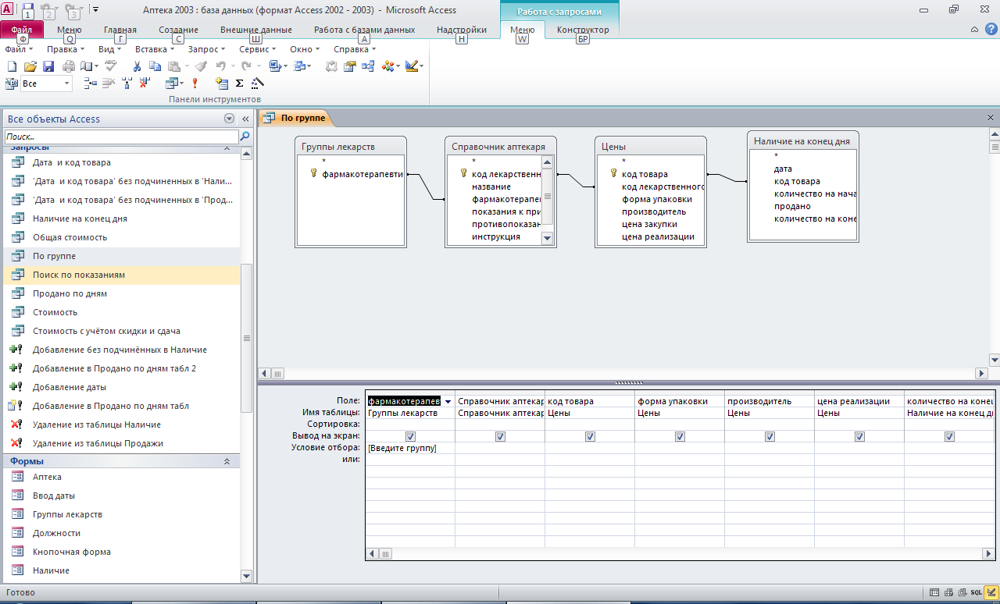 Аптека 2003 : база данных (формат Access 2002 - 2003) - Microsoft Access
Работа с запросами
1 2 3
Файл Меню Главная Создание Внешние данные Работа с базами данных Надстройки Меню Конструктор
Ф Q Г С Ш А Н W БР
Файл Правка Вид Вставка Запрос Сервис Окно Справка
ABC
Все
Панели инструментов
Все объекты Access
Поиск...
Запросы
Дата и код товара
'Дата и код товара' без подчиненных в 'Нали...
'Дата и код товара' без подчиненных в 'Прод...
Наличие на конец дня
Общая стоимость
По группе
Поиск по показаниям
Продано по дням
Стоимость
Стоимость с учётом скидки и сдача
Добавление без подчинённых в Наличие
Добавление в Продано по дням табл 2
Добавление даты
Добавление в Продано по дням табл
Удаление из таблицы Наличие
Удаление из таблицы Продажи
Формы
Аптека
Ввод даты
Группы лекарств
Должности
Кнопочная форма
Наличие
По группе
Группы лекарств
*
фармакотерапевти
Справочник аптекаря
*
код лекарственн
название
фармакотерапе
показания к при
противопоказан
инструкция
Цены
*
код товара
код лекарственного
форма упаковки
производитель
цена закупки
цена реализации
Наличие на конец дня
*
дата
код товара
количество на нача
продано
количество на коне
Поле: фармакотерапев Справочник аптекар код товара форма упаковки производитель цена реализации количество на конец
Имя таблицы: Группы лекарств Справочник аптекар Цены Цены Цены Цены Наличие на конец д
Сортировка:
Вывод на экран:
Условие отбора: [Введите группу]
или:
Готово
SQL